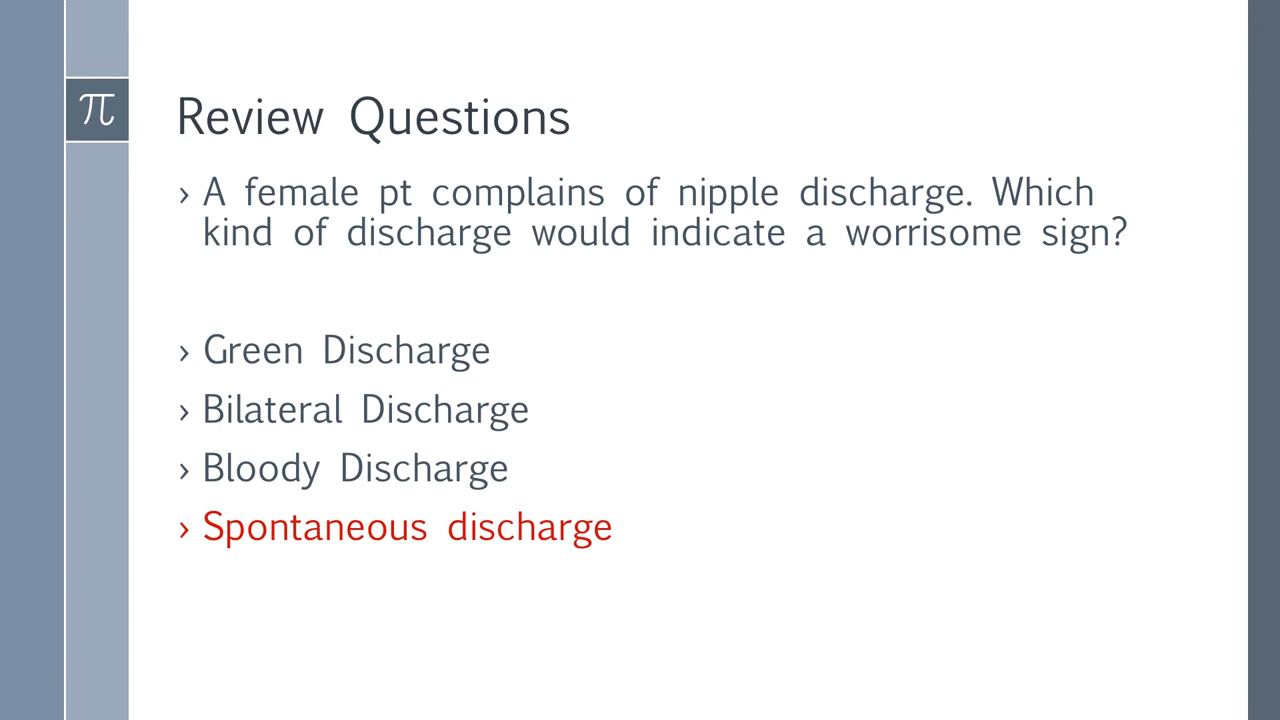 π
Review Questions
› A female pt complains of nipple discharge. Which
kind of discharge would indicate a worrisome sign?
› Green Discharge
› Bilateral Discharge
› Bloody Discharge
› Spontaneous discharge